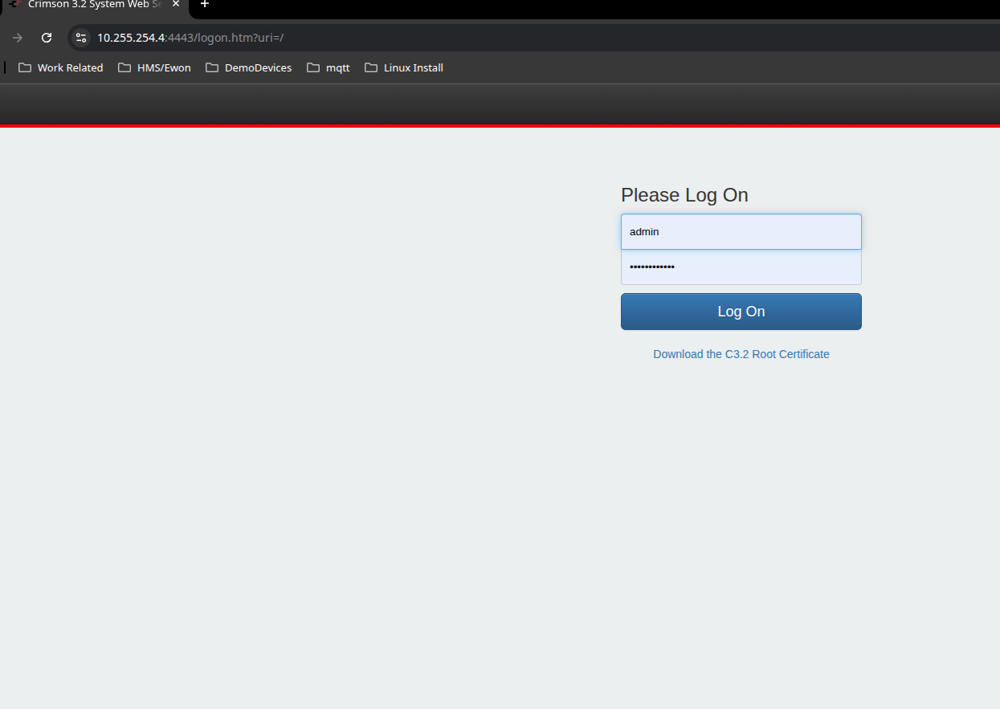 Crimson 3.2 System Web Se
10.255.254.4:4443/logon.htm?uri=/
Work Related HMS/Ewon DemoDevices mqtt Linux Install
Please Log On
admin
••••••••••••
Log On
Download the C3.2 Root Certificate